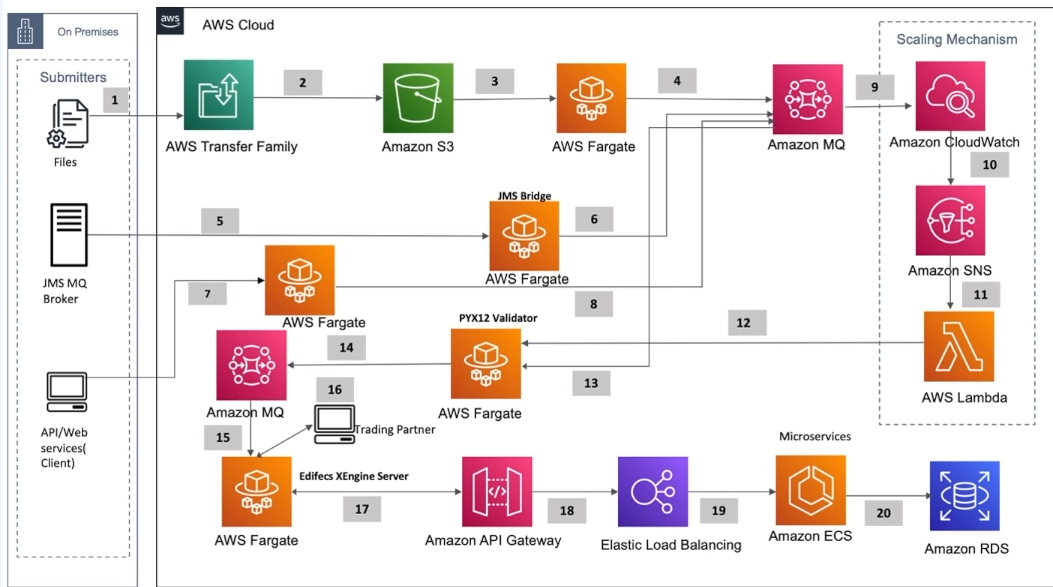 On Premises
aws
AWS Cloud
Scaling Mechanism
Submitters
1
2
3
4
9
Files
AWS Transfer Family
Amazon S3
AWS Fargate
Amazon MQ
Amazon CloudWatch
10
JMS Bridge
5
6
JMS MQ
Broker
AWS Fargate
Amazon SNS
7
8
11
AWS Fargate
PYX12 Validator
12
14
13
16
Amazon MQ
AWS Fargate
AWS Lambda
15
Trading Partner
API/Web
services(
Client)
Microservices
Edifecs XEngine Server
17
18
19
20
AWS Fargate
Amazon API Gateway
Elastic Load Balancing
Amazon ECS
Amazon RDS